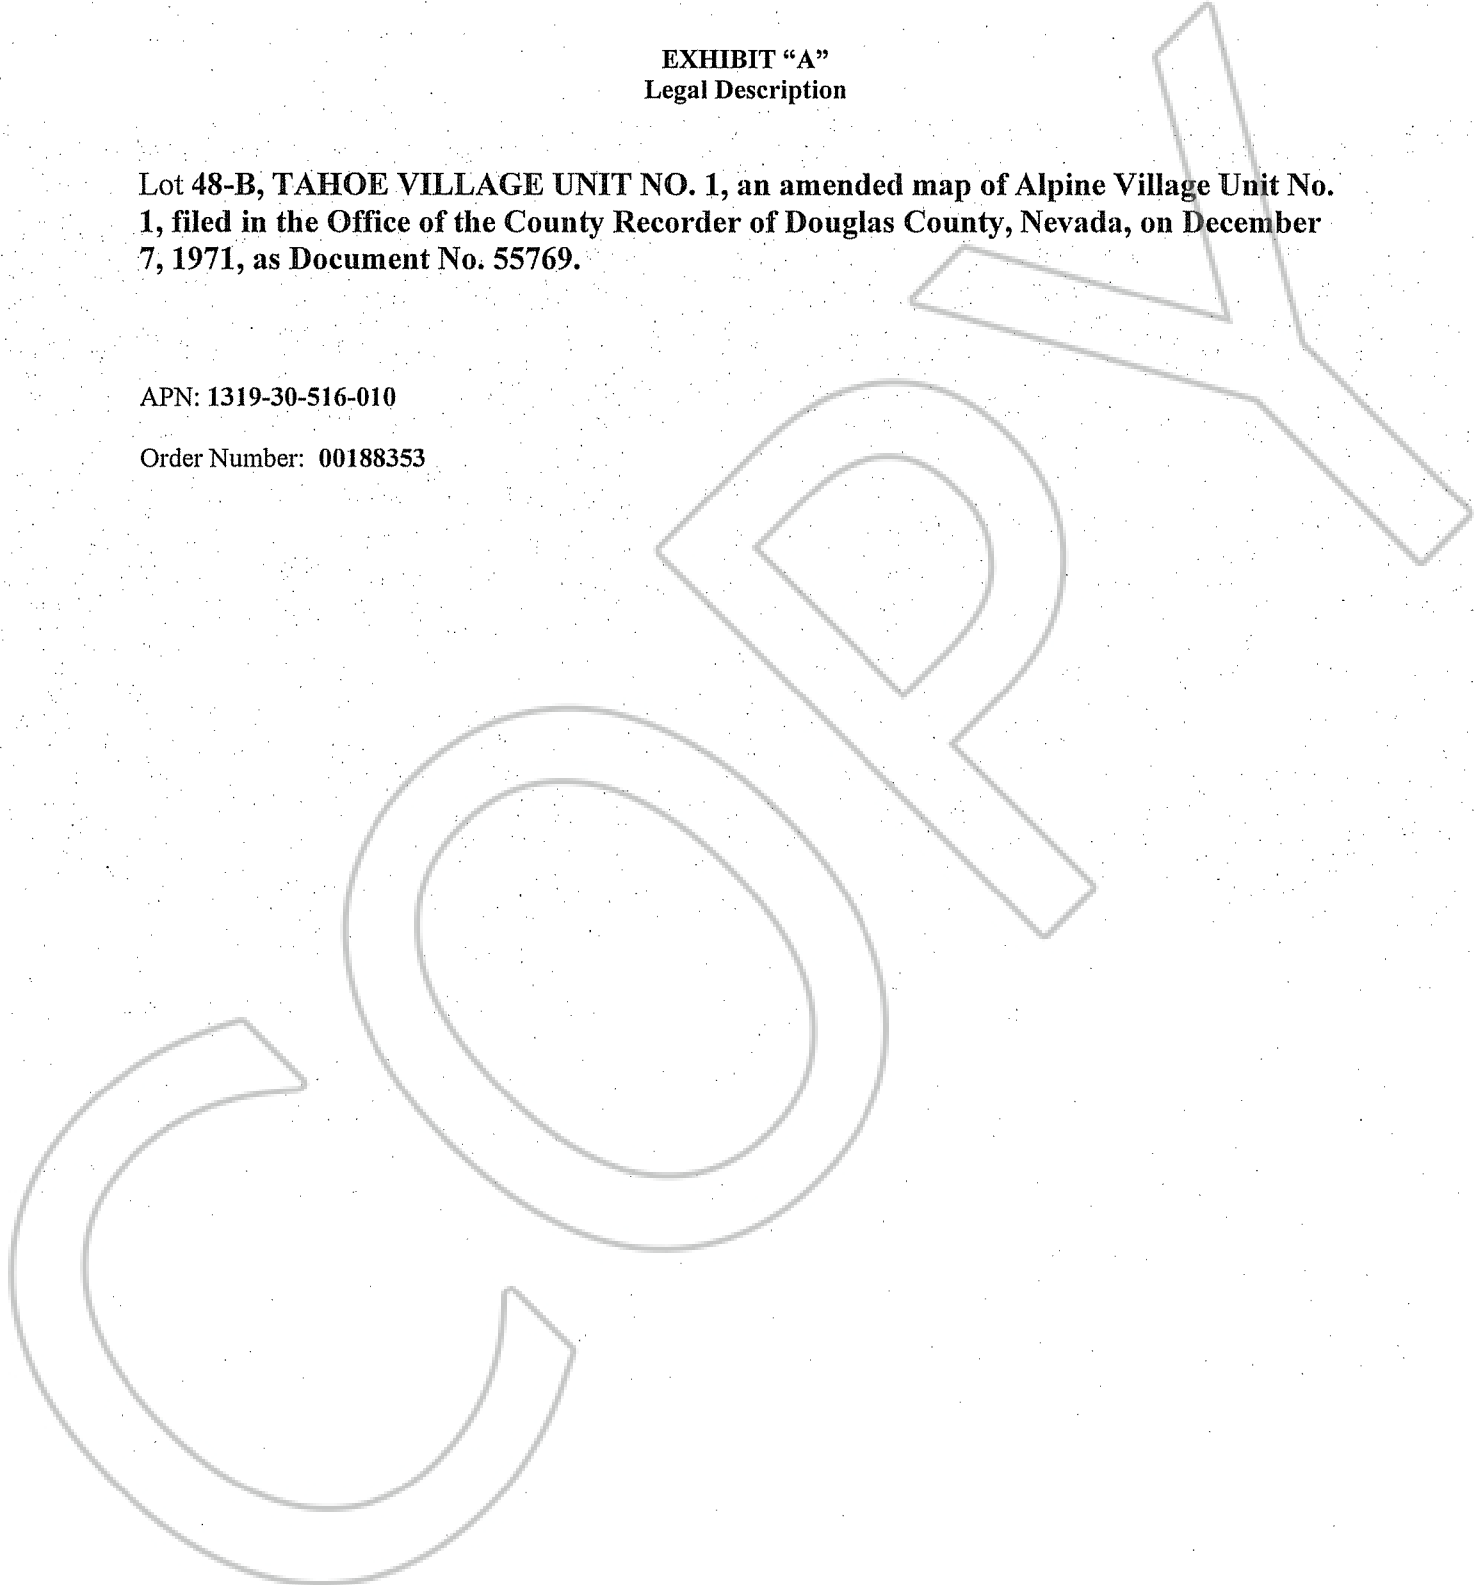 EXHIBIT “A”
Legal Description
Lot 48-B, TAHOE VILLAGE UNIT NO. 1, an amended map of Alpine Village Unit No.
1, filed in the Office of the County Recorder of Douglas County, Nevada, on December
7, 1971, as Document No. 55769.
APN: 1319-30-516-010
Order Number: 00188353
COPY